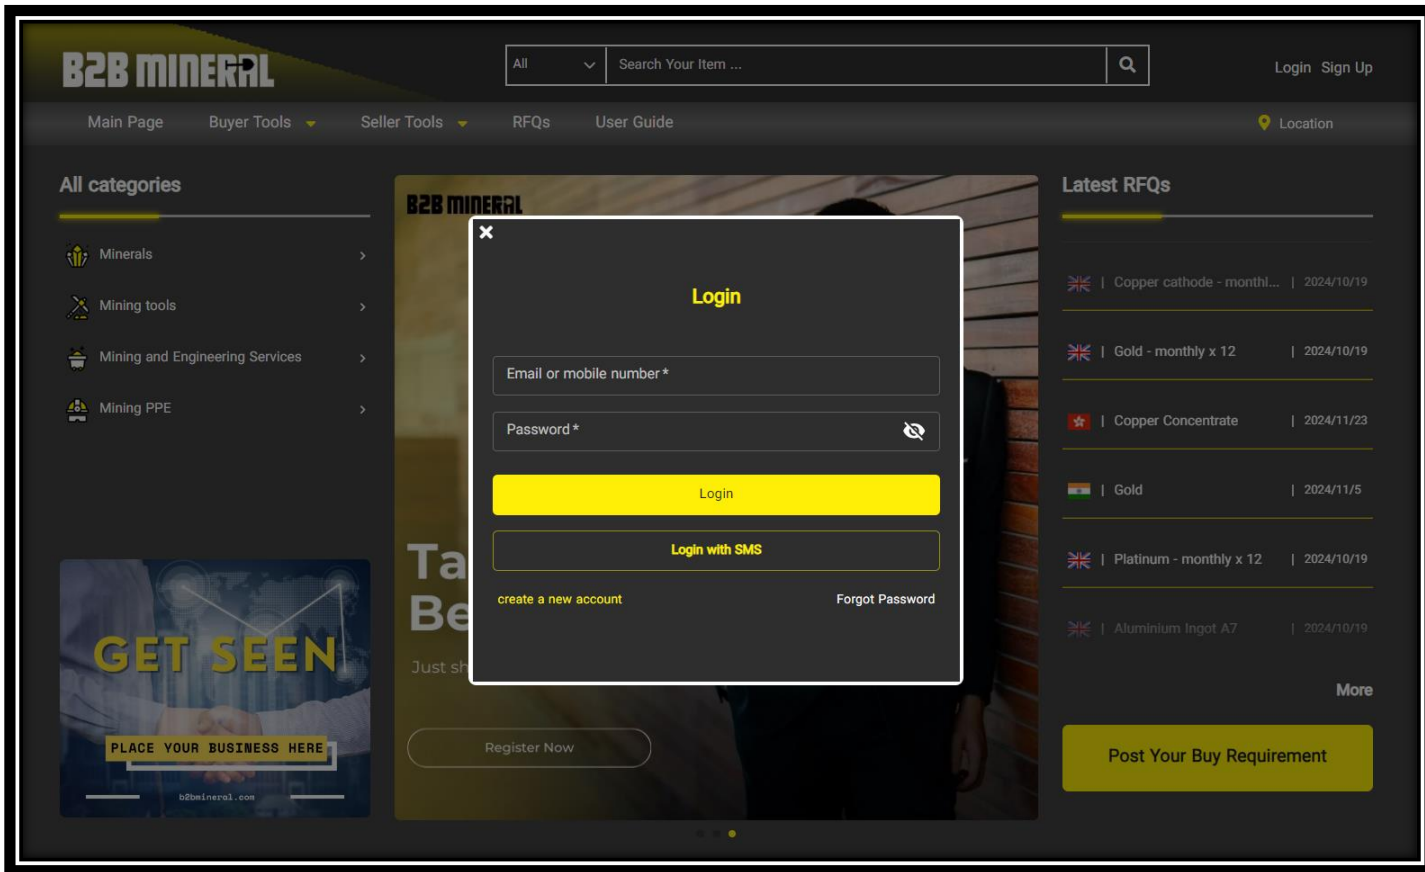 B2B MINERAL
All
Search Your Item ...
Login Sign Up
Main Page Buyer Tools Seller Tools RFQs User Guide
Location
All categories
Minerals
Mining tools
Mining and Engineering Services
Mining PPE
GET SEEN
PLACE YOUR BUSINESS HERE
b2bmineral.com
B2B MINERAL
Ta
Be
Just sh
Register Now
Login
Email or mobile number *
Password *
Login
Login with SMS
create a new account
Forgot Password
Latest RFQs
| Copper cathode - monthl... | 2024/10/19
| Gold - monthly x 12 | 2024/10/19
| Copper Concentrate | 2024/11/23
| Gold | 2024/11/5
| Platinum - monthly x 12 | 2024/10/19
| Aluminium Ingot A7 | 2024/10/19
More
Post Your Buy Requirement